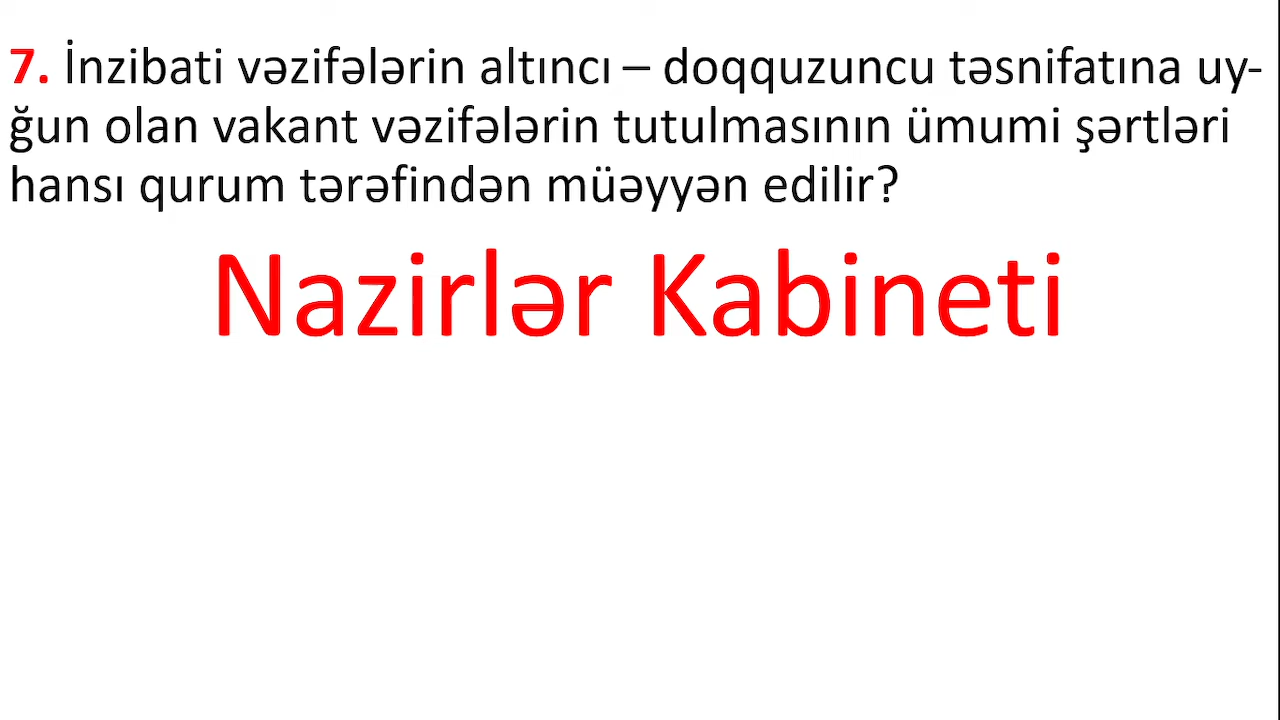 7. İnzibati vəzifələrin altıncı – doqquzuncu təsnifatına uy-
ğun olan vakant vəzifələrin tutulmasının ümumi şərtləri
hansı qurum tərəfindən müəyyən edilir?
Nazirlər Kabineti